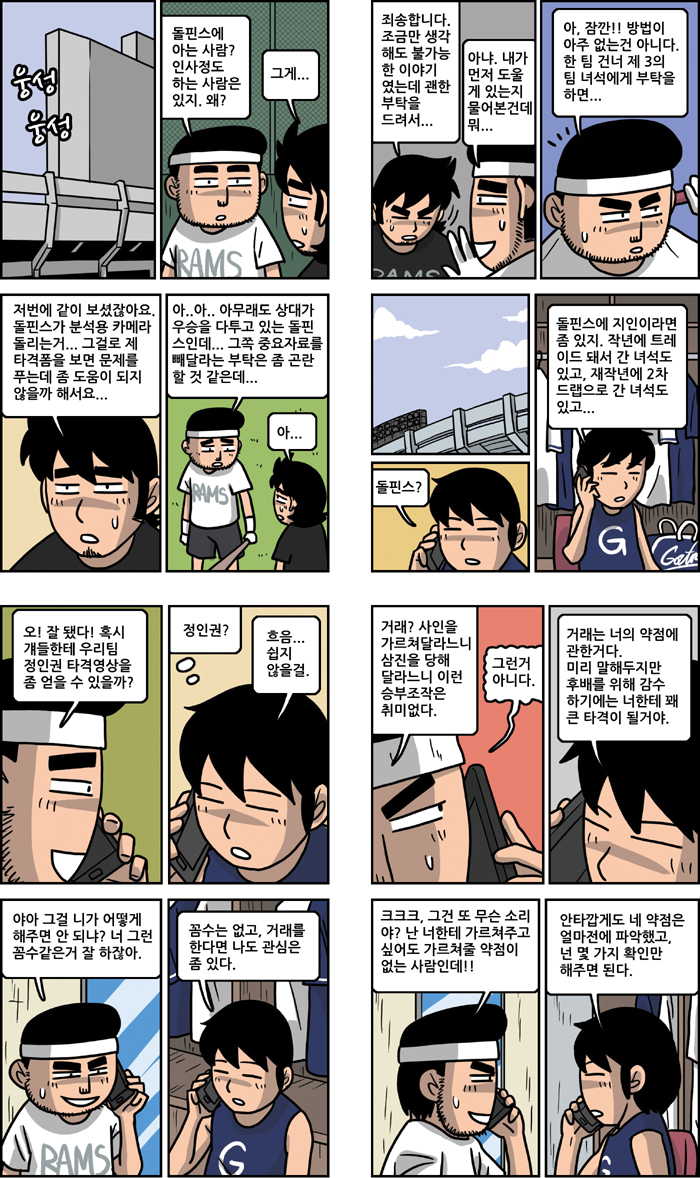 웅성
웅성
돌핀스에
아는 사람?
인사정도
하는 사람은
있지. 왜?
그게...
RAMS
저번에 같이 보셨잖아요.
돌핀스가 분석용 카메라
돌리는거... 그걸로 제
타격폼을 보면 문제를
푸는데 좀 도움이 되지
않을까 해서요...
아..아.. 아무래도 상대가
우승을 다투고 있는 돌핀
스인데... 그쪽 중요자료를
빼달라는 부탁은 좀 곤란
할 것 같은데...
아...
RAMS
죄송합니다.
조금만 생각
해도 불가능
한 이야기
였는데 괜한
부탁을
드려서...
아냐. 내가
먼저 도울
게 있는지
물어본건데
뭐...
아, 잠깐!! 방법이
아주 없는건 아니다.
한 팀 건너 제 3의
팀 녀석에게 부탁을
하면...
돌핀스?
돌핀스에 지인이라면
좀 있지. 작년에 트레
이드 돼서 간 녀석도
있고, 재작년에 2차
드랩으로 간 녀석도
있고...
G
오! 잘 됐다! 혹시
걔들한테 우리팀
정인권 타격영상을
좀 얻을 수 있을까?
정인권?
흐음...
쉽지
않을걸.
야아 그걸 니가 어떻게
해주면 안 되냐? 너 그런
꼼수같은거 잘 하잖아.
RAMS
꼼수는 없고, 거래를
한다면 나도 관심은
좀 있다.
G
거래? 사인을
가르쳐달라느니
삼진을 당해
달라느니 이런
승부조작은
취미없다.
그런거
아니다.
거래는 너의 약점에
관한거다.
미리 말해두지만
후배를 위해 감수
하기에는 너한테 꽤
큰 타격이 될거야.
크크크, 그건 또 무슨 소리
야? 난 너한테 가르쳐주고
싶어도 가르쳐줄 약점이
없는 사람인데!!
안타깝게도 네 약점은
얼마전에 파악했고,
넌 몇 가지 확인만
해주면 된다.